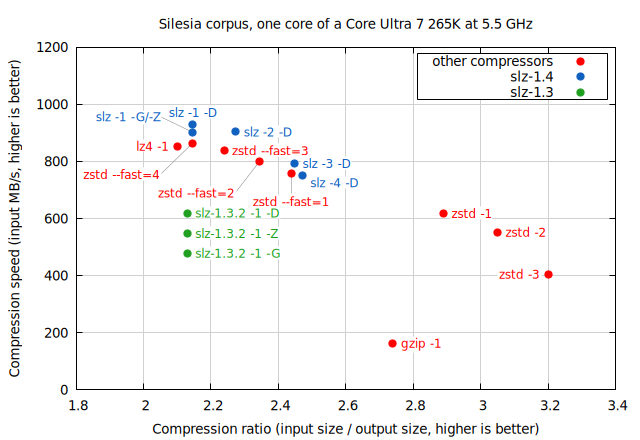 Silesia corpus, one core of a Core Ultra 7 265K at 5.5 GHz
Compression speed (input MB/s, higher is better)
1200
1000
800
600
400
200
0
other compressors
slz-1.4
slz-1.3
slz -1 -G/-Z
slz -1 -D
slz -2 -D
lz4 -1
zstd --fast=3
zstd --fast=4
slz -3 -D
zstd --fast=2
slz -4 -D
zstd --fast=1
slz-1.3.2 -1 -D
zstd -1
slz-1.3.2 -1 -Z
zstd -2
slz-1.3.2 -1 -G
zstd -3
gzip -1
1.8
2
2.2
2.4
2.6
2.8
3
3.2
3.4
Compression ratio (input size / output size, higher is better)